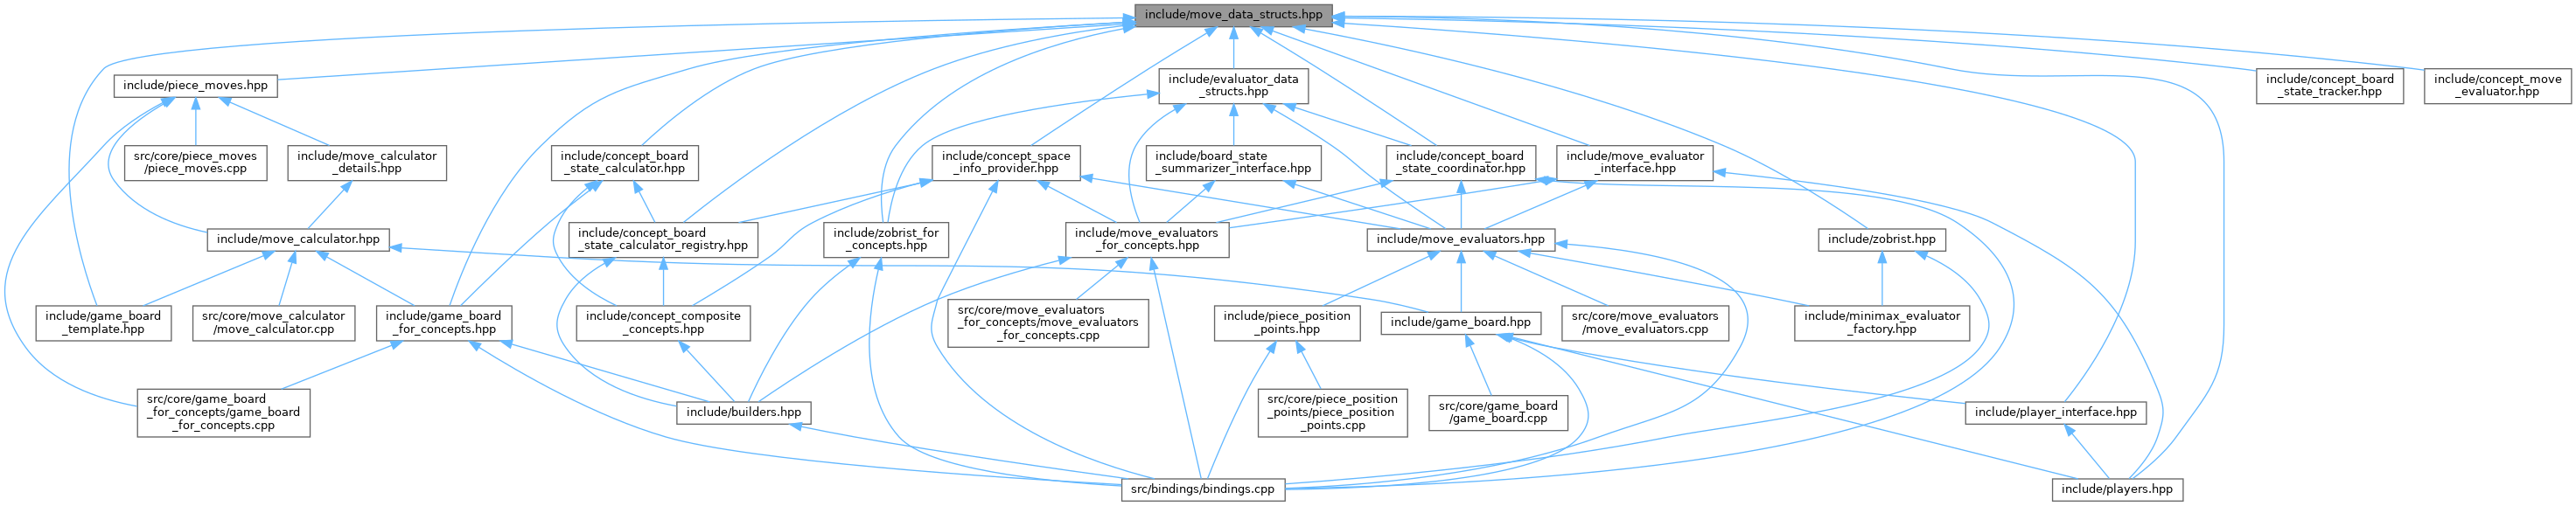 include/move_data_structs.hpp
include/piece_moves.hpp
include/evaluator_data
_structs.hpp
include/concept_board
_state_tracker.hpp
include/concept_move
_evaluator.hpp
src/core/piece_moves
/piece_moves.cpp
include/move_calculator
_details.hpp
include/concept_board
_state_calculator.hpp
include/concept_space
_info_provider.hpp
include/board_state
_summarizer_interface.hpp
include/concept_board
_state_coordinator.hpp
include/move_evaluator
_interface.hpp
include/move_calculator.hpp
include/concept_board
_state_calculator_registry.hpp
include/zobrist_for
_concepts.hpp
include/move_evaluators
_for_concepts.hpp
include/move_evaluators.hpp
include/zobrist.hpp
include/game_board
_template.hpp
src/core/move_calculator
/move_calculator.cpp
include/game_board
_for_concepts.hpp
include/concept_composite
_concepts.hpp
src/core/move_evaluators
_for_concepts/move_evaluators
_for_concepts.cpp
include/piece_position
_points.hpp
include/game_board.hpp
src/core/move_evaluators
/move_evaluators.cpp
include/minimax_evaluator
_factory.hpp
src/core/game_board
_for_concepts/game_board
_for_concepts.cpp
include/builders.hpp
src/core/piece_position
_points/piece_position
_points.cpp
src/core/game_board
/game_board.cpp
include/player_interface.hpp
src/bindings/bindings.cpp
include/players.hpp